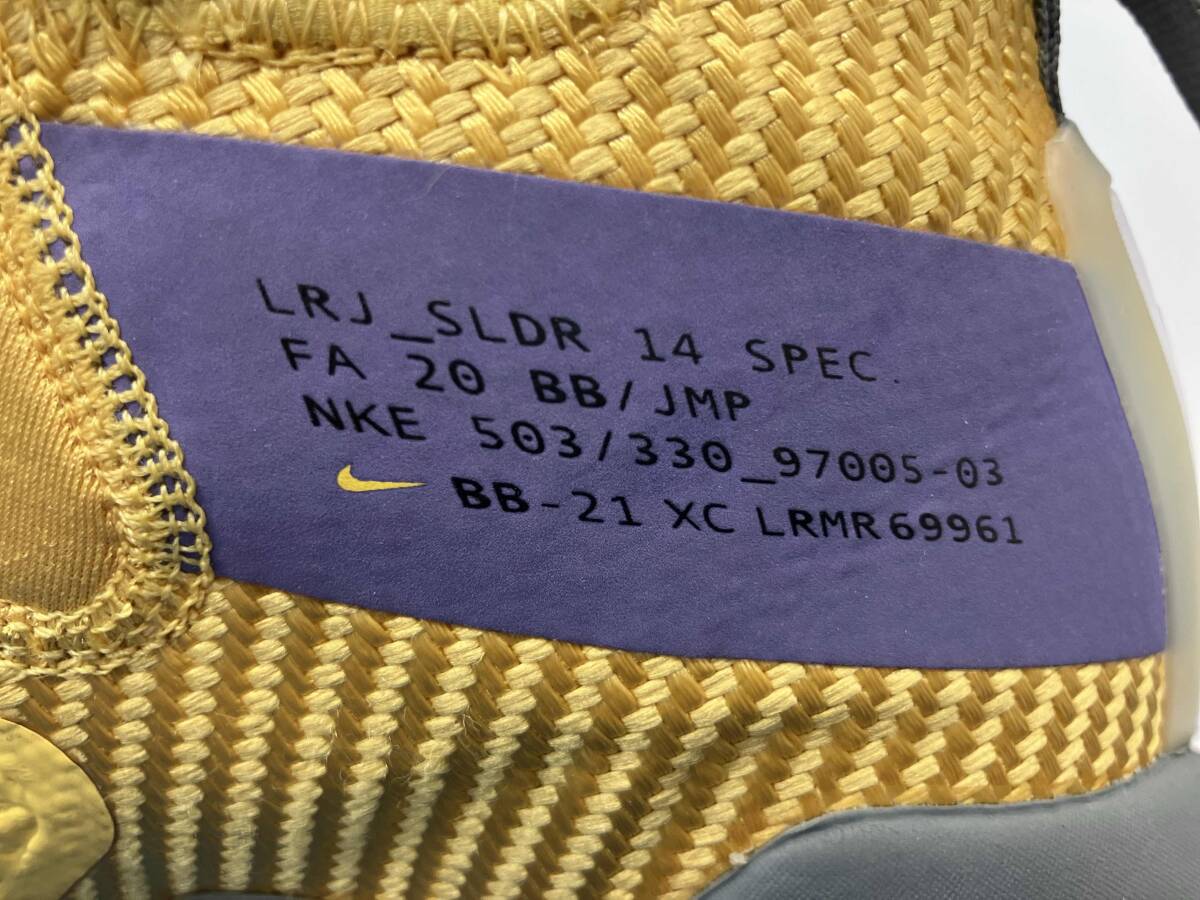 LRJ_SLDR 14 SPEC.
FA 20 BB/JMP
NKE 503/330_97005-03
BB-21 XC LRMR69961